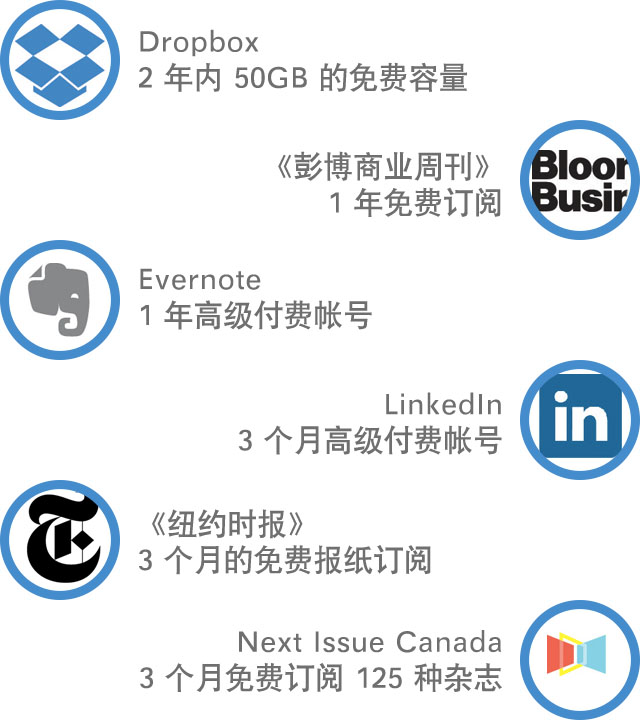 Dropbox
2 年内 50GB 的免费容量
《彭博商业周刊》
1 年免费订阅
Bloom
Busin
Evernote
1 年高级付费帐号
LinkedIn
3 个月高级付费帐号
in
《纽约时报》
3 个月的免费报纸订阅
Next Issue Canada
3 个月免费订阅 125 种杂志